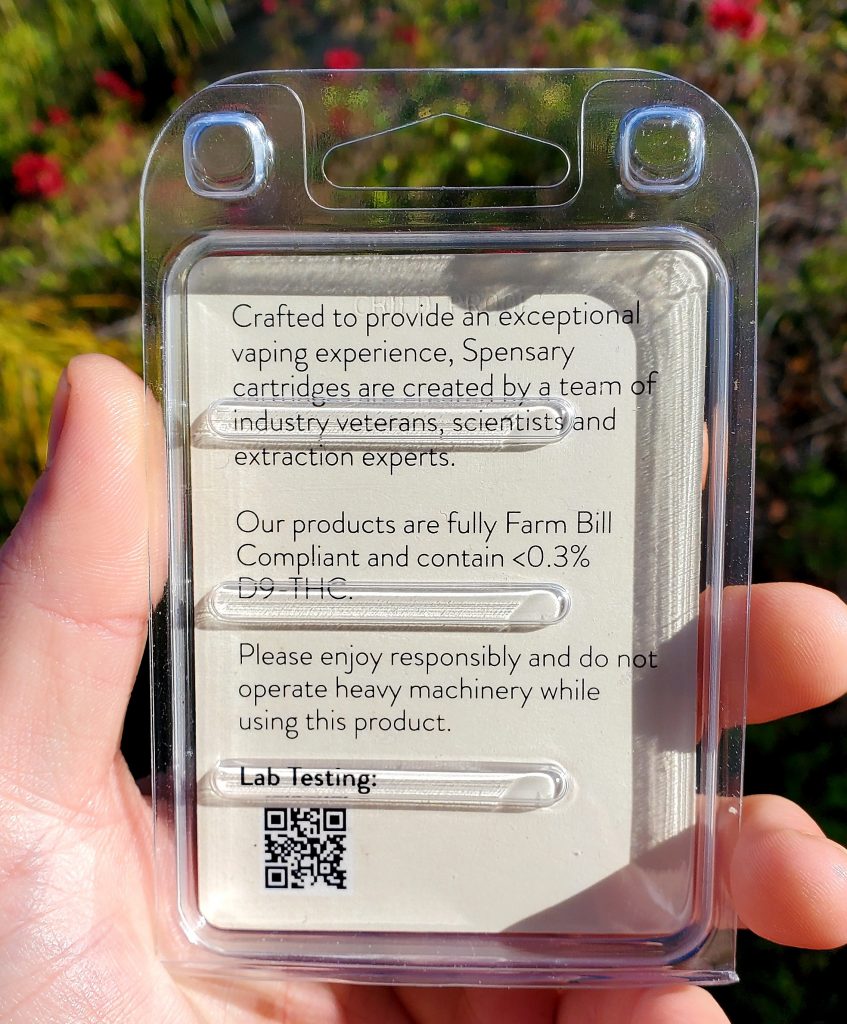 Crafted to provide an exceptional
vaping experience, Spensary
cartridges are created by a team of
industry veterans, scientists and
extraction experts.
Our products are fully Farm Bill
Compliant and contain <0.3%
D9-THC.
Please enjoy responsibly and do not
operate heavy machinery while
using this product.
Lab Testing: